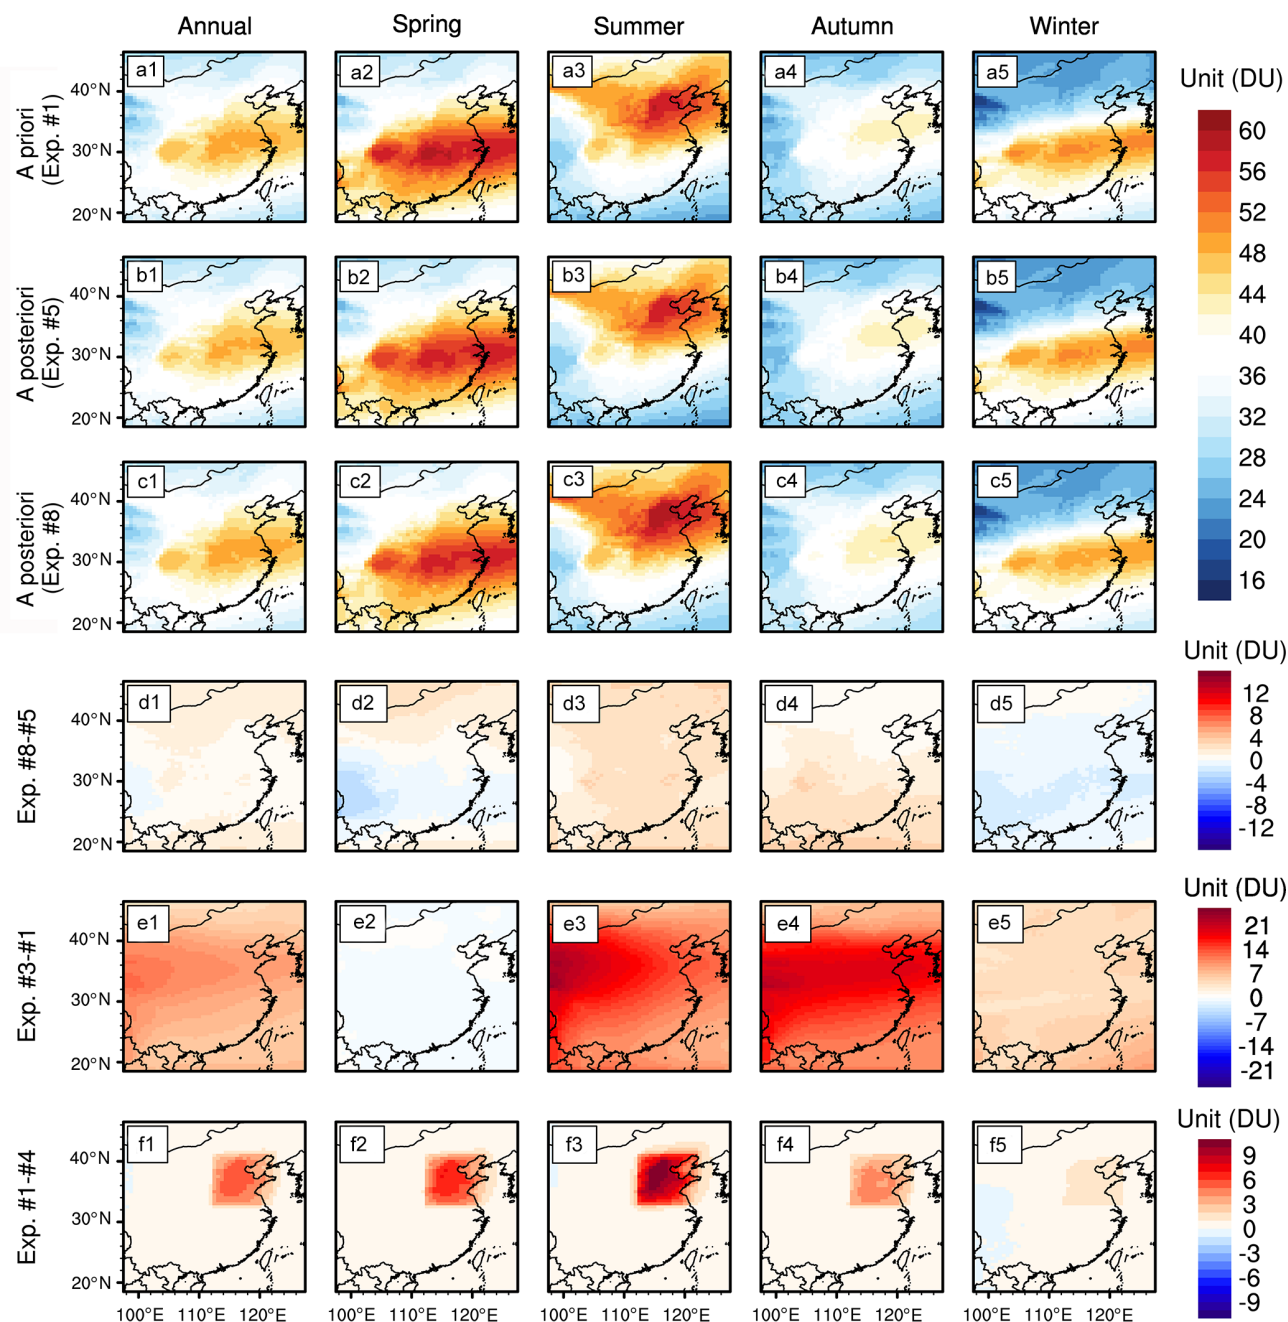 Annual Spring Summer Autumn Winter
Unit (DU)
A priori
(Exp. #1)
a1 a2 a3 a4 a5
40°N
30°N
20°N
A posteriori
(Exp. #5)
b1 b2 b3 b4 b5
40°N
30°N
20°N
A posteriori
(Exp. #8)
c1 c2 c3 c4 c5
40°N
30°N
20°N
60
56
52
48
44
40
36
32
28
24
20
16
Exp. #8-#5
d1 d2 d3 d4 d5
40°N
30°N
20°N
Unit (DU)
12
8
4
0
-4
-8
-12
Exp. #3-#1
e1 e2 e3 e4 e5
40°N
30°N
20°N
Unit (DU)
21
14
7
0
-7
-14
-21
Exp. #1-#4
f1 f2 f3 f4 f5
40°N
30°N
20°N
Unit (DU)
9
6
3
0
-3
-6
-9
100°E 110°E 120°E 100°E 110°E 120°E 100°E 110°E 120°E 100°E 110°E 120°E 100°E 110°E 120°E